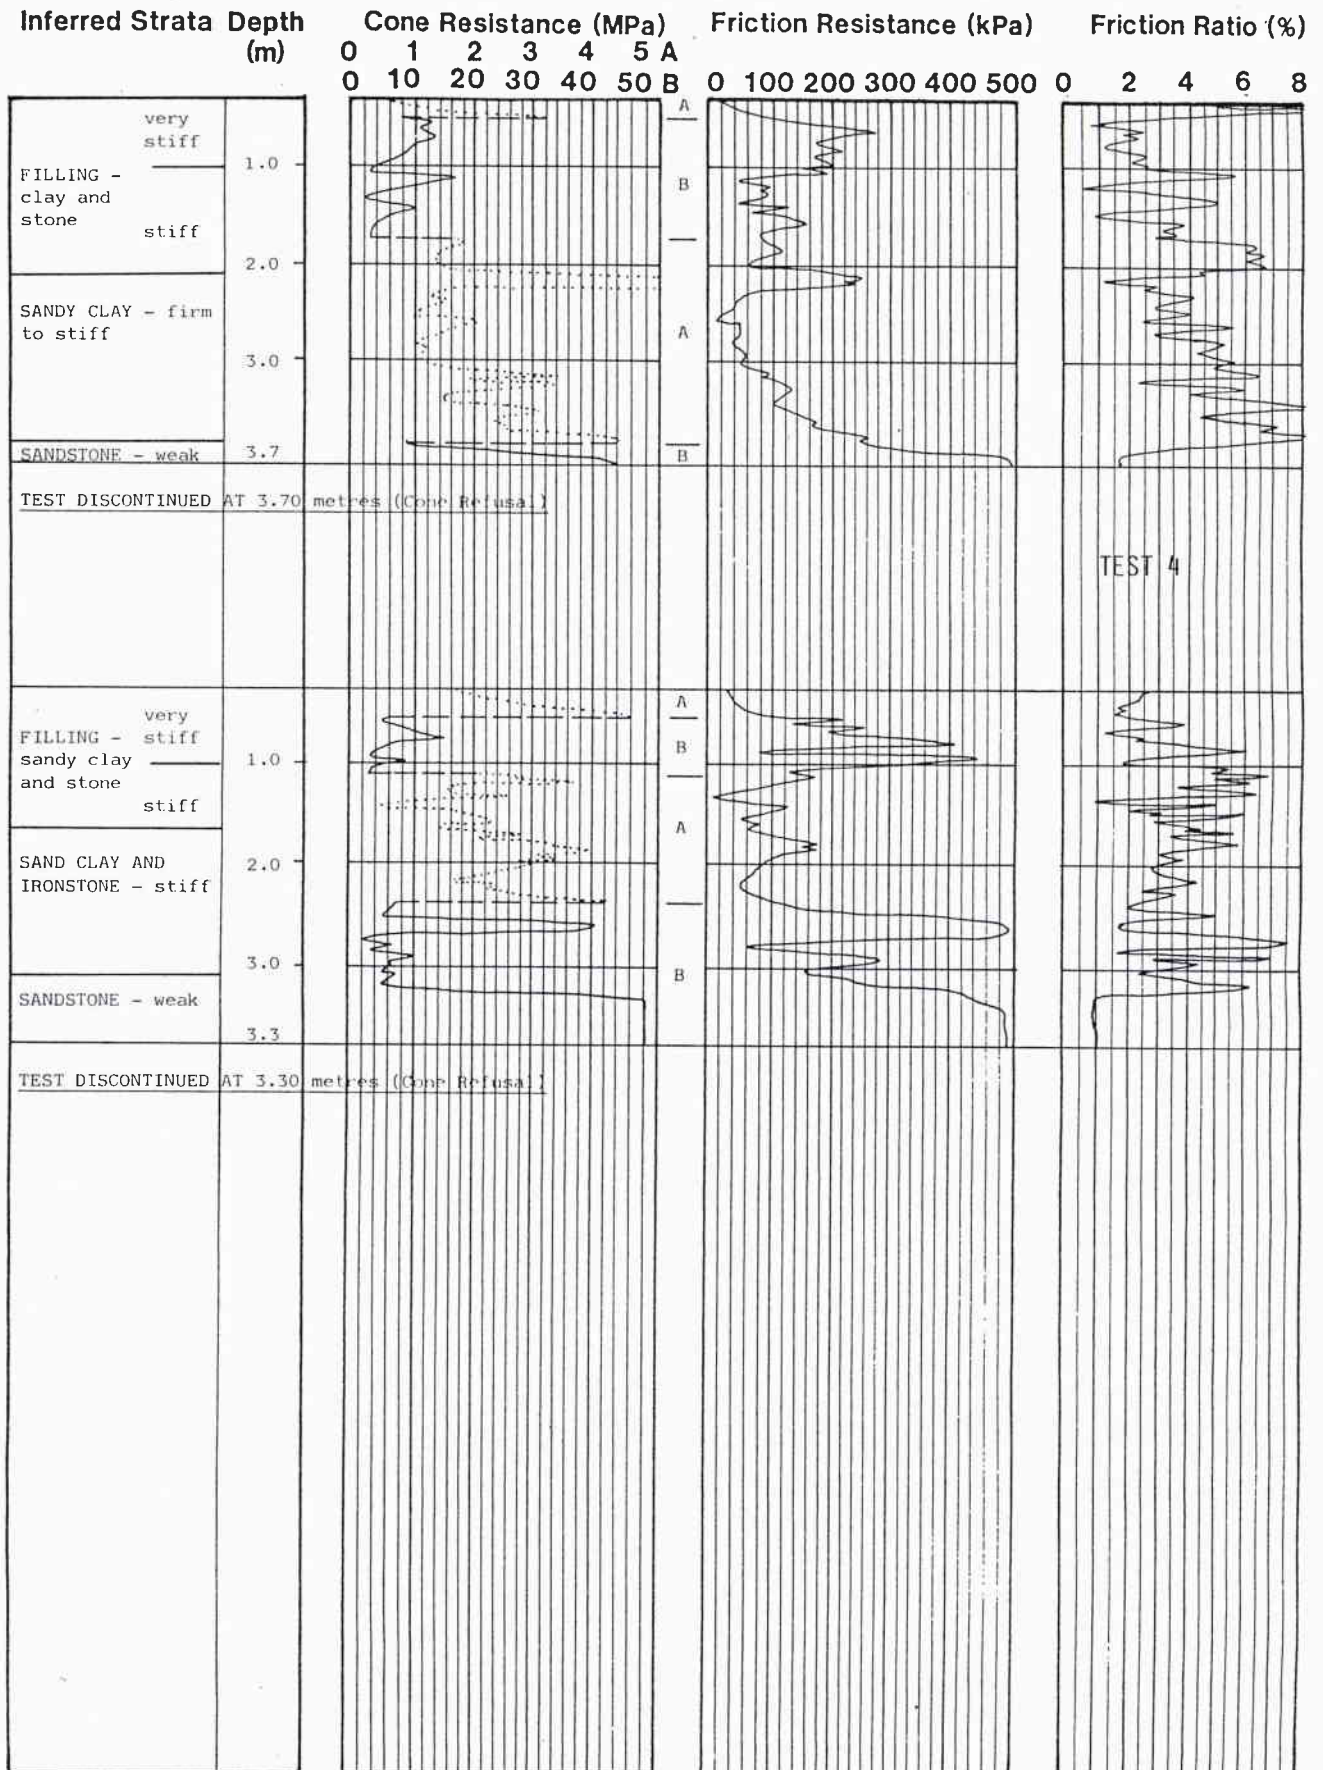 Inferred Strata Depth (m) Cone Resistance (MPa) Friction Resistance (kPa) Friction Ratio (%)
0 1 2 3 4 5 A
0 10 20 30 40 50 B 0 100 200 300 400 500 0 2 4 6 8
very
stiff
A
1.0
FILLING -
clay and
stone
B
stiff
2.0
SANDY CLAY - firm
to stiff
A
3.0
SANDSTONE - weak 3.7 B
TEST DISCONTINUED AT 3.70 metres (Cone Refusal)
TEST 4
very
A
FILLING - stiff
B
sandy clay 1.0
and stone
stiff
A
SAND CLAY AND 2.0
IRONSTONE - stiff
3.0
B
SANDSTONE - weak
3.3
TEST DISCONTINUED AT 3.30 metres (Cone Refusal)